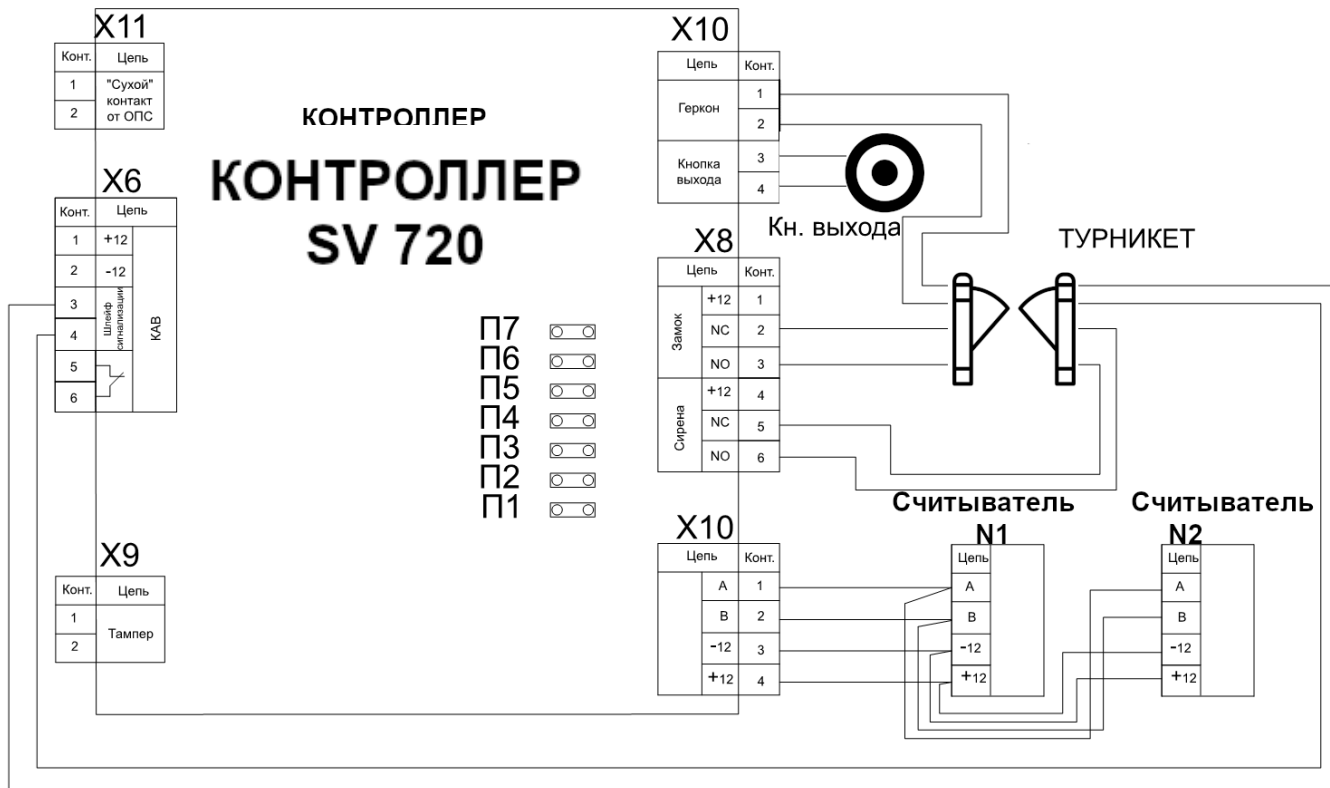 X11
Конт. Цепь
1 "Сухой"
контакт
2 от ОПС
X6
Конт. Цепь
1 +12
2 -12
3
4
5
6
Шлейф
сигнализации
КАВ
X9
Конт. Цепь
1
2
Тампер
КОНТРОЛЛЕР
КОНТРОЛЛЕР
SV 720
П7
П6
П5
П4
П3
П2
П1
X10
Цепь Конт.
Геркон
1
2
Кнопка
выхода
3
4
Кн. выхода
X8
Цепь Конт.
Замок
+12 1
NC 2
NO 3
Сирена
+12 4
NC 5
NO 6
ТУРНИКЕТ
X10
Цепь Конт.
A 1
B 2
-12 3
+12 4
Считыватель
N1
Цепь
A
B
-12
+12
Считыватель
N2
Цепь
A
B
-12
+12